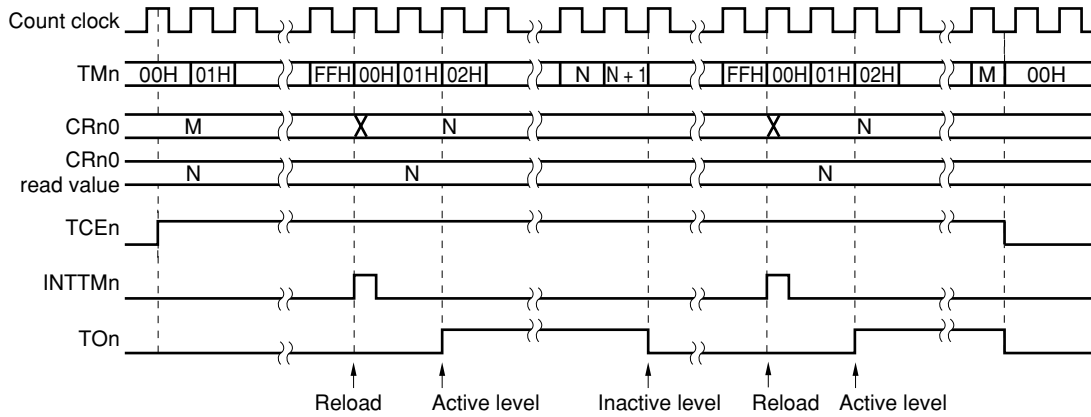 Count clock
TMn 00H 01H FFH 00H 01H 02H N N + 1 FFH 00H 01H 02H M 00H
CRn0 M X N X N
CRn0
read value N N N
TCEn
INTTMn
TOn
Reload Active level Inactive level Reload Active level